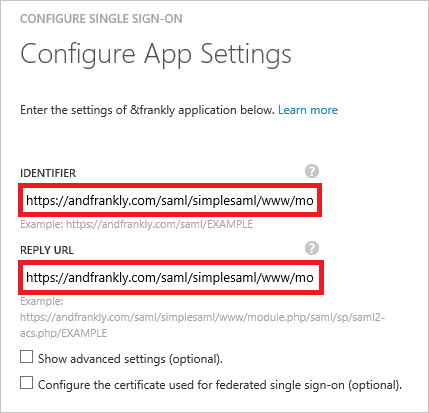 CONFIGURE SINGLE SIGN-ON
Configure App Settings
Enter the settings of &frankly application below. Learn more
IDENTIFIER ?
https://andfrankly.com/saml/simplesaml/www/mo
Example: https://andfrankly.com/saml/EXAMPLE
REPLY URL ?
https://andfrankly.com/saml/simplesaml/www/mo
Example:
https://andfrankly.com/saml/simplesaml/www/module.php/saml/sp/saml2-
acs.php/EXAMPLE
Show advanced settings (optional).
Configure the certificate used for federated single sign-on (optional).